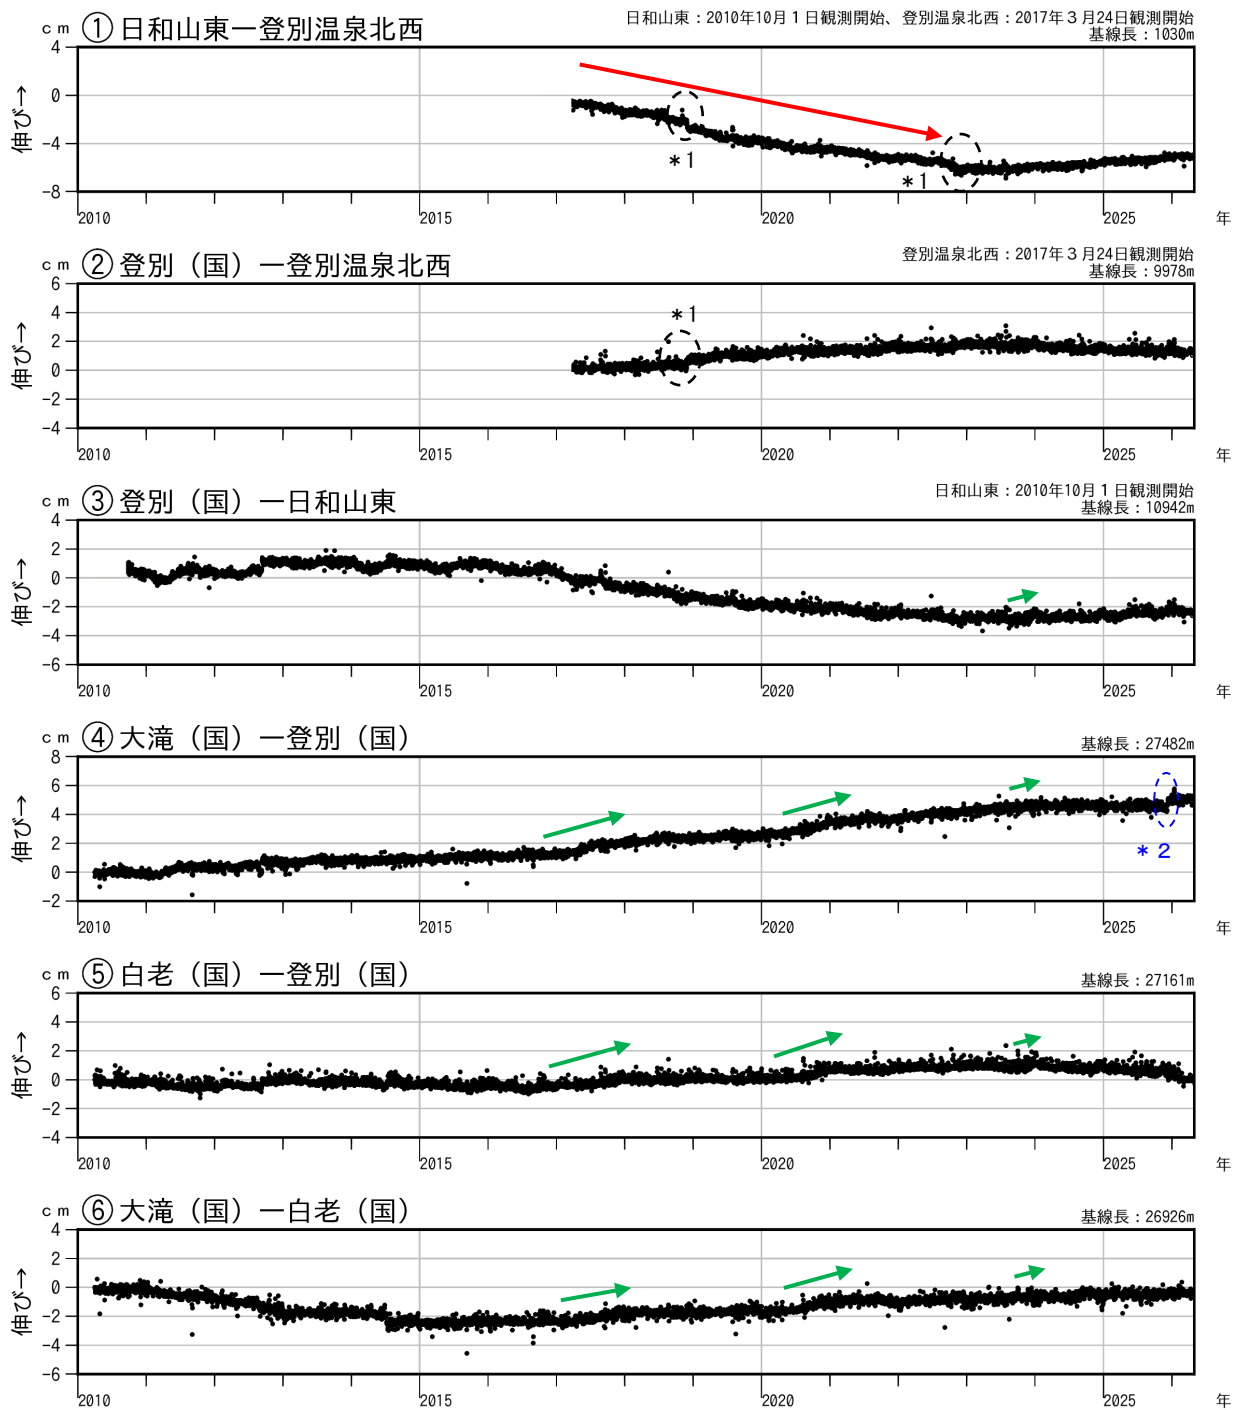 cm ①日和山東ー登別温泉北西
日和山東：2010年10月１日観測開始、登別温泉北西：2017年３月24日観測開始
基線長：1030m
4
0
-4
-8
伸び→
*1
*1
2010 2015 2020 2025 年
cm ②登別（国）ー登別温泉北西
登別温泉北西：2017年３月24日観測開始
基線長：9978m
6
4
2
0
-2
-4
伸び→
*1
2010 2015 2020 2025 年
cm ③登別（国）ー日和山東
日和山東：2010年10月１日観測開始
基線長：10942m
4
2
0
-2
-4
-6
伸び→
2010 2015 2020 2025 年
cm ④大滝（国）ー登別（国）
基線長：27482m
8
6
4
2
0
-2
伸び→
*２
2010 2015 2020 2025 年
cm ⑤白老（国）ー登別（国）
基線長：27161m
6
4
2
0
-2
-4
伸び→
2010 2015 2020 2025 年
cm ⑥大滝（国）ー白老（国）
基線長：26926m
4
2
0
-2
-4
-6
伸び→
2010 2015 2020 2025 年